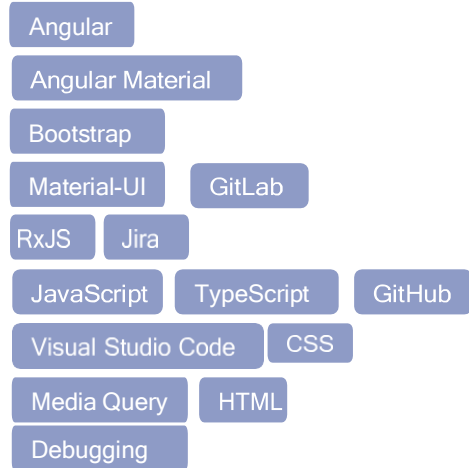 Angular
Angular Material
Bootstrap
Material-UI GitLab
RxJS Jira
JavaScript TypeScript GitHub
Visual Studio Code CSS
Media Query HTML
Debugging